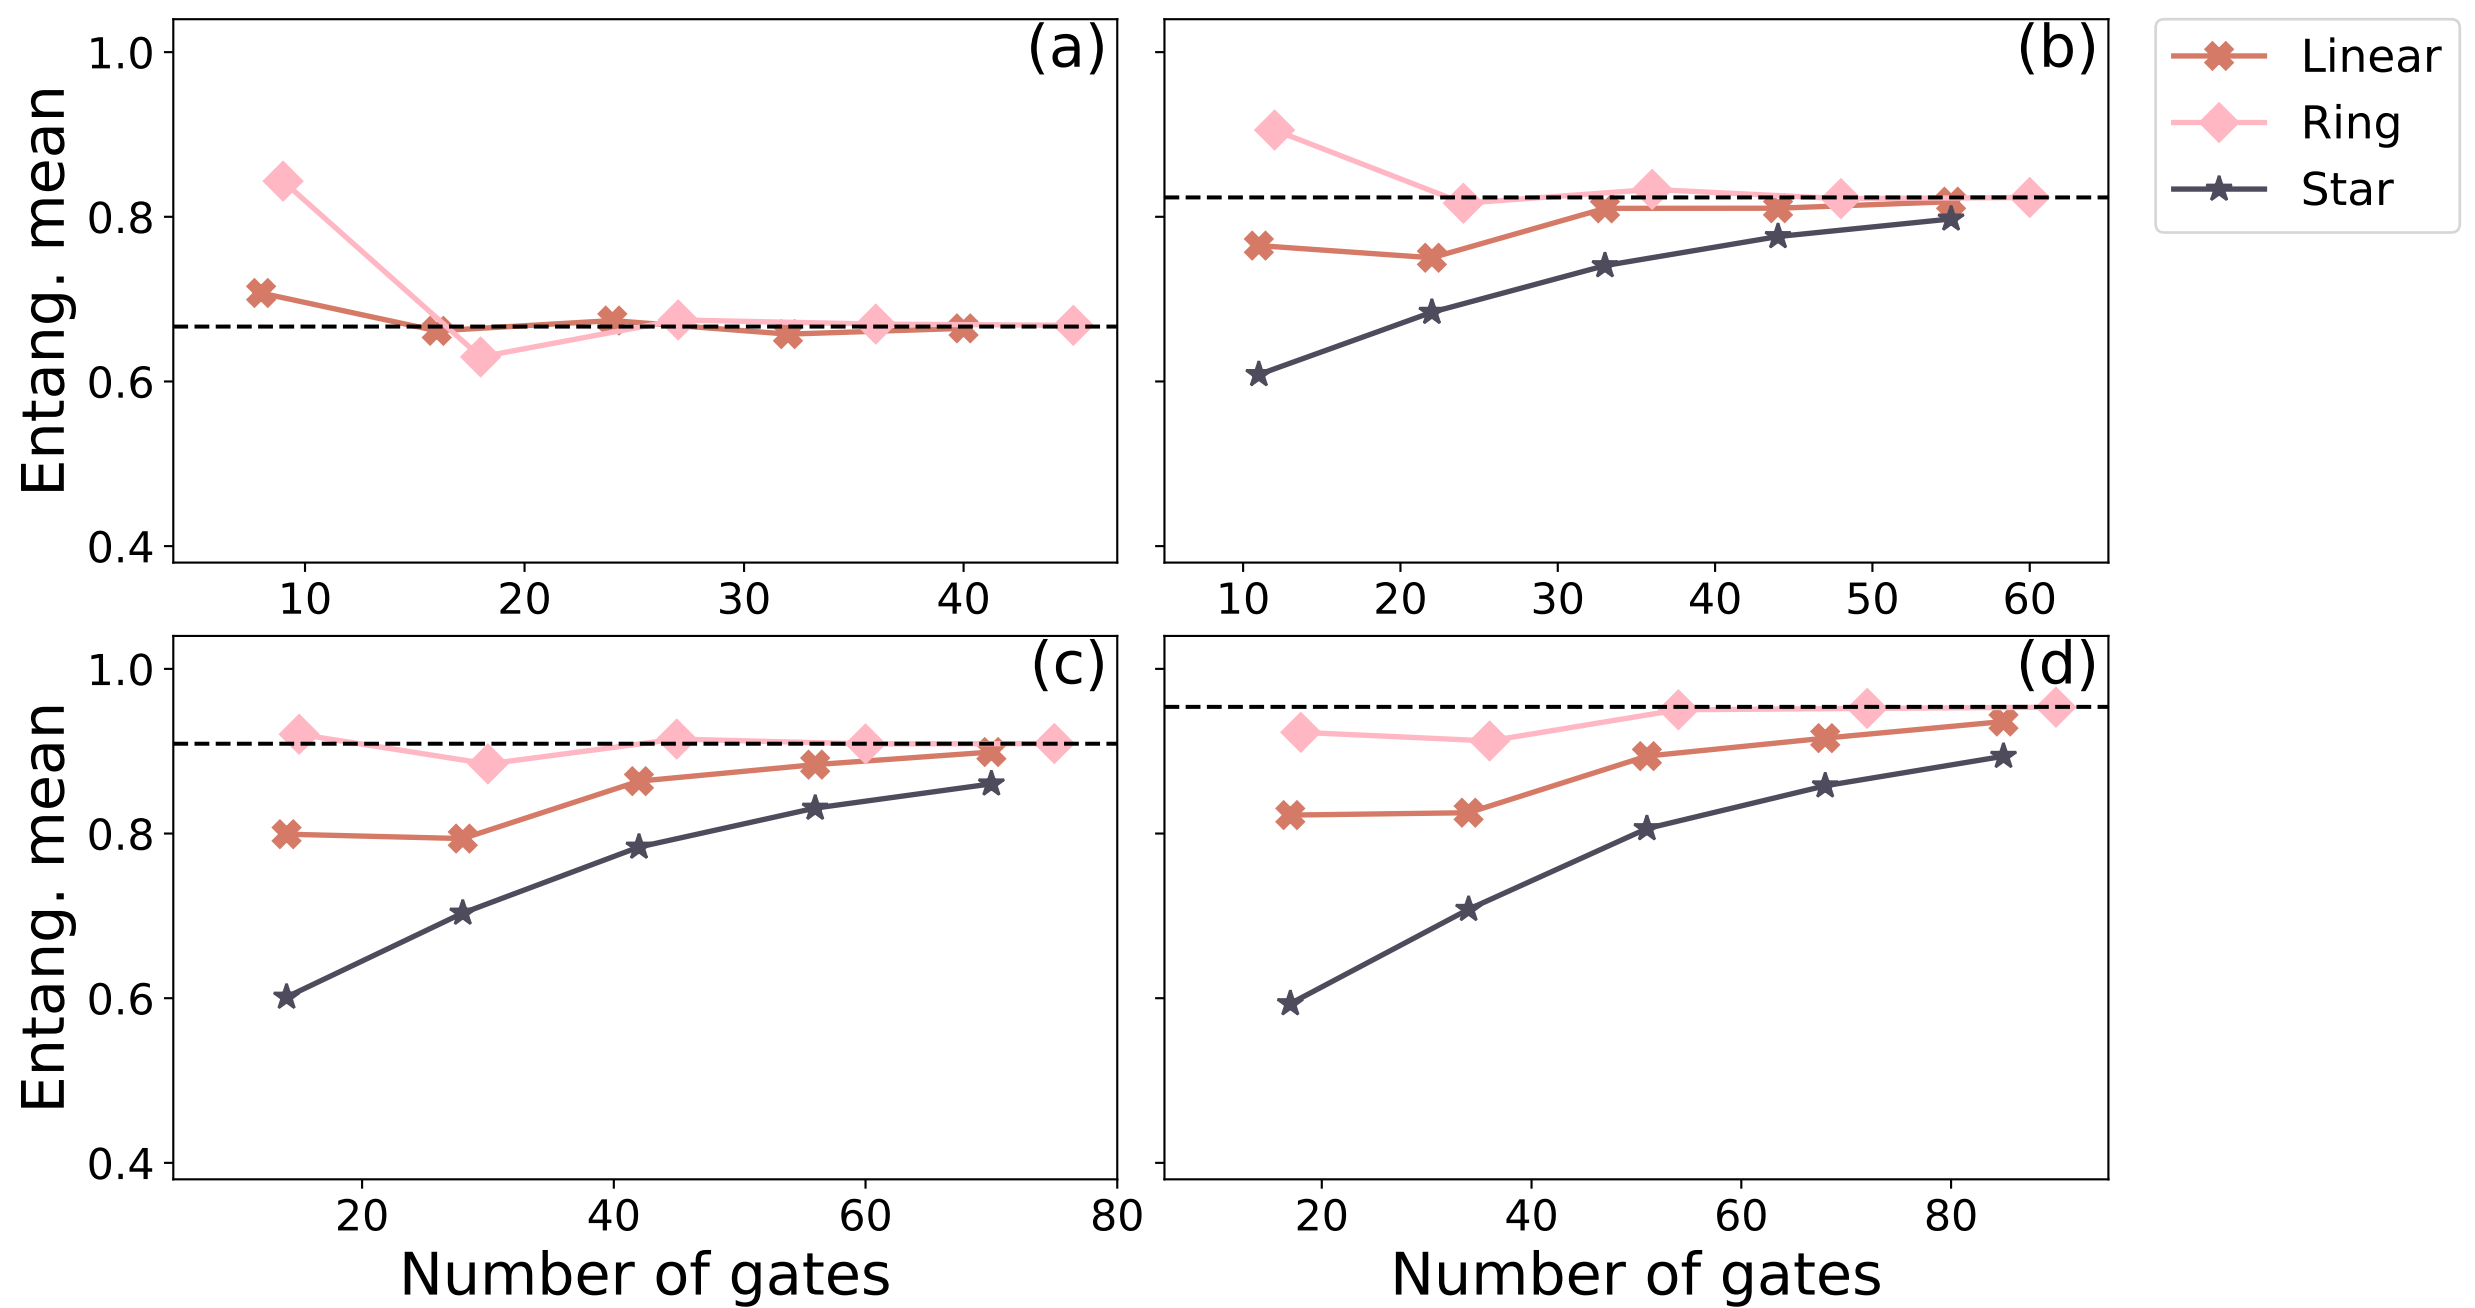 (a)
(b)
Linear
Ring
Star
Entang. mean
1.0
0.8
0.6
0.4
10 20 30 40
10 20 30 40 50 60
(c)
(d)
Entang. mean
1.0
0.8
0.6
0.4
20 40 60 80
20 40 60 80
Number of gates
Number of gates